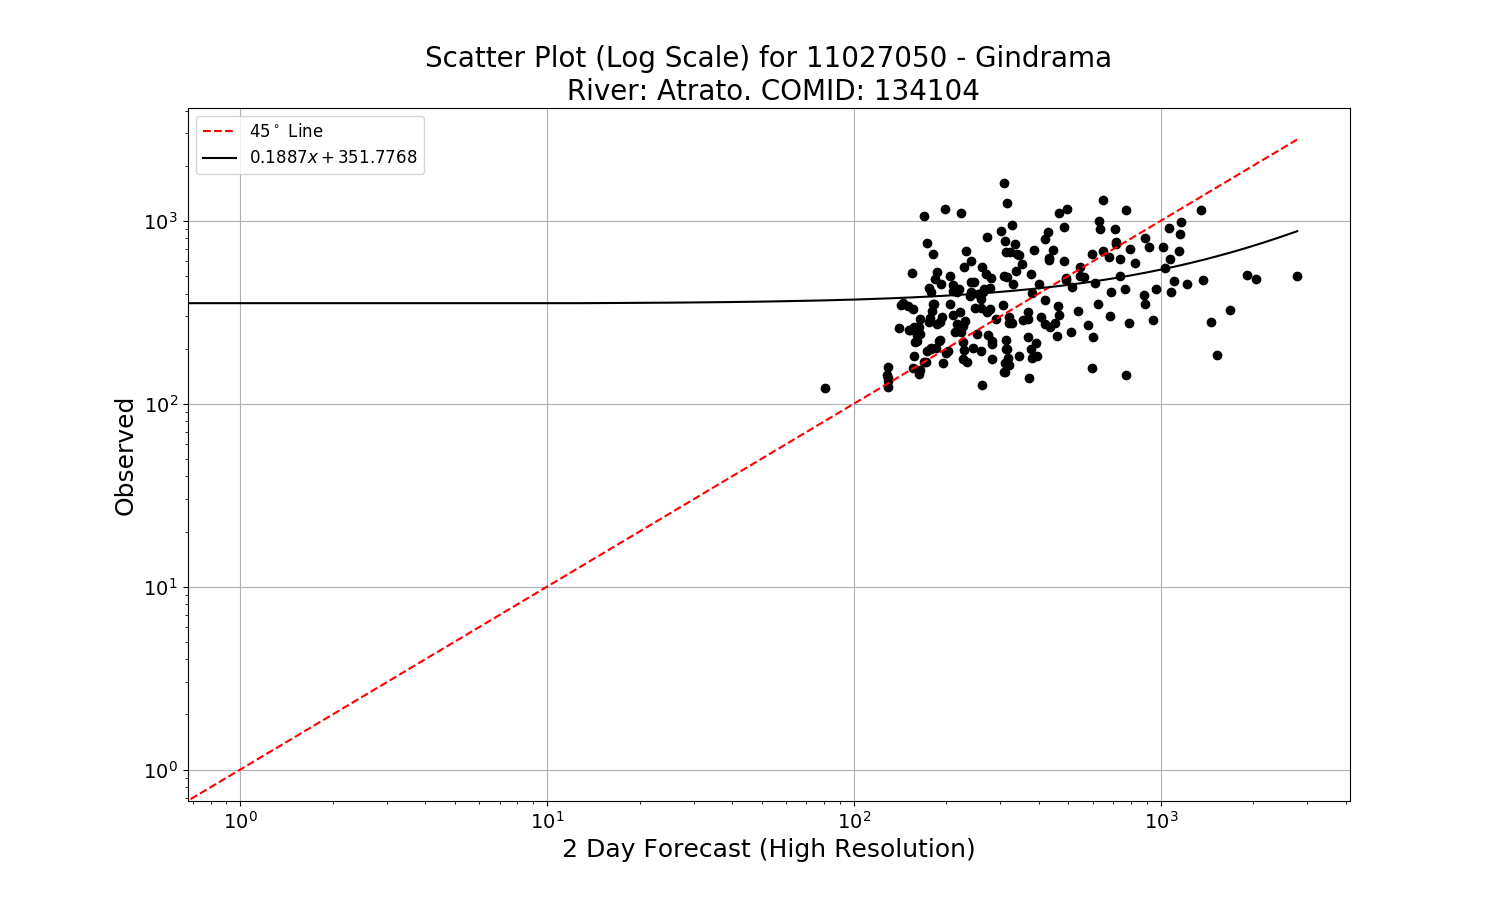 Scatter Plot (Log Scale) for 11027050 - Gindrama
River: Atrato. COMID: 134104
45° Line
0.1887x + 351.7768
10³
10²
10¹
10⁰
Observed
10⁰ 10¹ 10² 10³
2 Day Forecast (High Resolution)